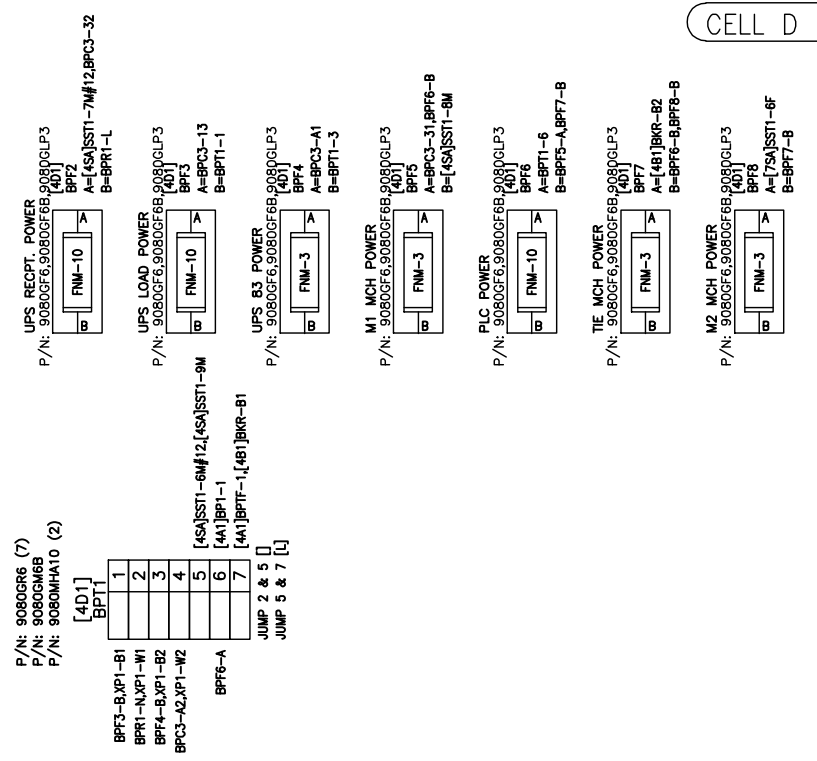 CELL D
UPS RECPT. POWER
P/N: 9080GF6,9080GF6B,9080GLP3
[4D1]
BPF2
A=[4SA]SST1-7M#12,BPC3-32
B=BPR1-L
FNM-10
A
B
UPS LOAD POWER
P/N: 9080GF6,9080GF6B,9080GLP3
[4D1]
BPF3
A=BPC3-13
B=BPT1-1
FNM-10
A
B
UPS 83 POWER
P/N: 9080GF6,9080GF6B,9080GLP3
[4D1]
BPF4
A=BPC3-A1
B=BPT1-3
FNM-3
A
B
M1 MCH POWER
P/N: 9080GF6,9080GF6B,9080GLP3
[4D1]
BPF5
A=BPC3-31,BPF6-B
B=[4SA]SST1-8M
FNM-3
A
B
PLC POWER
P/N: 9080GF6,9080GF6B,9080GLP3
[4D1]
BPF6
A=BPT1-6
B=BPF5-A,BPF7-B
FNM-10
A
B
TIE MCH POWER
P/N: 9080GF6,9080GF6B,9080GLP3
[4D1]
BPF7
A=[4B1]BKR-B2
B=BPF6-B,BPF8-B
FNM-3
A
B
M2 MCH POWER
P/N: 9080GF6,9080GF6B,9080GLP3
[4D1]
BPF8
A=[7SA]SST1-6F
B=BPF7-B
FNM-3
A
B
P/N: 9080GR6 (7)
P/N: 9080GM6B
P/N: 9080MHA10 (2)
[4D1]
BPT1
BPF3-B,XP1-B1 1
BPR1-N,XP1-W1 2
BPF4-B,XP1-B2 3
BPC3-A2,XP1-W2 4
5 [4SA]SST1-6M#12,[4SA]SST1-9M
BPF6-A 6 [4A1]BP1-1
7 [4A1]BPTF-1,[4B1]BKR-B1
JUMP 2 & 5 []
JUMP 5 & 7 [L]